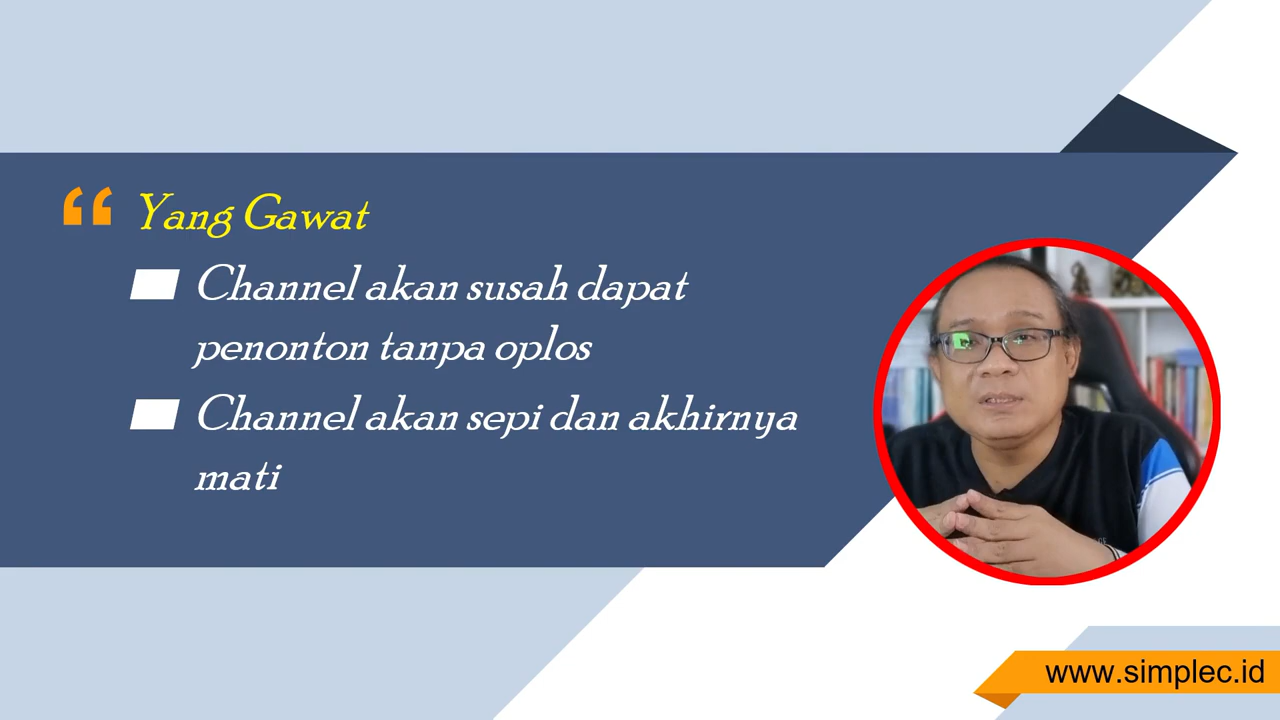 “ Yang Gawat
Channel akan susah dapat
penonton tanpa oplos
Channel akan sepi dan akhirnya
mati
www.simplec.id